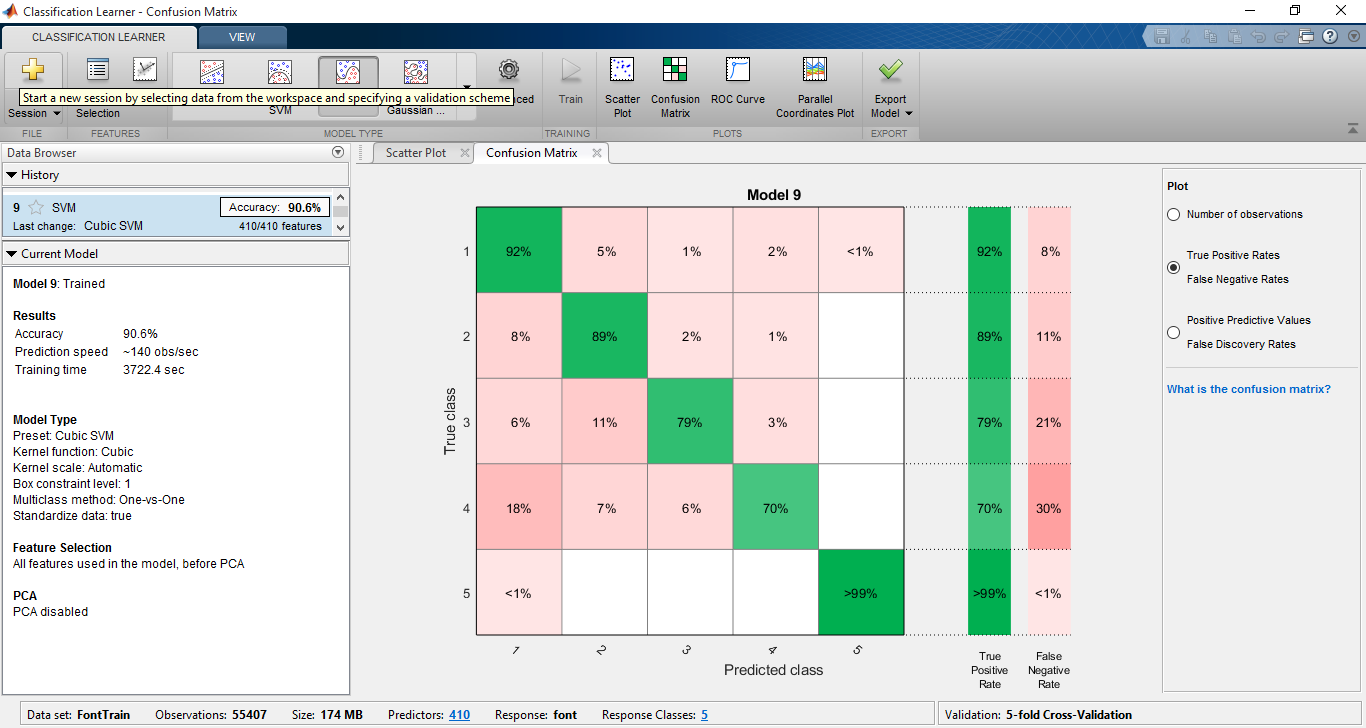 Classification Learner - Confusion Matrix
CLASSIFICATION LEARNER VIEW
Start a new session by selecting data from the workspace and specifying a validation scheme
Session Selection SVM Gaussian ... Train Scatter Plot Confusion Matrix ROC Curve Parallel Coordinates Plot Export Model
FILE FEATURES MODEL TYPE TRAINING PLOTS EXPORT
Data Browser
Scatter Plot Confusion Matrix
History
9 SVM Accuracy: 90.6%
Last change: Cubic SVM 410/410 features
Current Model
Model 9: Trained
Results
Accuracy 90.6%
Prediction speed ~140 obs/sec
Training time 3722.4 sec
Model Type
Preset: Cubic SVM
Kernel function: Cubic
Kernel scale: Automatic
Box constraint level: 1
Multiclass method: One-vs-One
Standardize data: true
Feature Selection
All features used in the model, before PCA
PCA
PCA disabled
Model 9
True class
1 92% 5% 1% 2% <1% 92% 8%
2 8% 89% 2% 1% 89% 11%
3 6% 11% 79% 3% 79% 21%
4 18% 7% 6% 70% 70% 30%
5 <1% >99% >99% <1%
1 2 3 4 5
Predicted class
True Positive Rate
False Negative Rate
Plot
Number of observations
True Positive Rates
False Negative Rates
Positive Predictive Values
False Discovery Rates
What is the confusion matrix?
Data set: FontTrain Observations: 55407 Size: 174 MB Predictors: 410 Response: font Response Classes: 5 Validation: 5-fold Cross-Validation